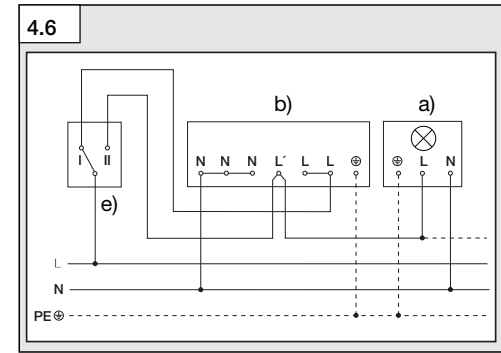 4.6
b) a)
I II
N N N L´ L L ⏚ ⏚ L N
e)
L
N
PE ⏚